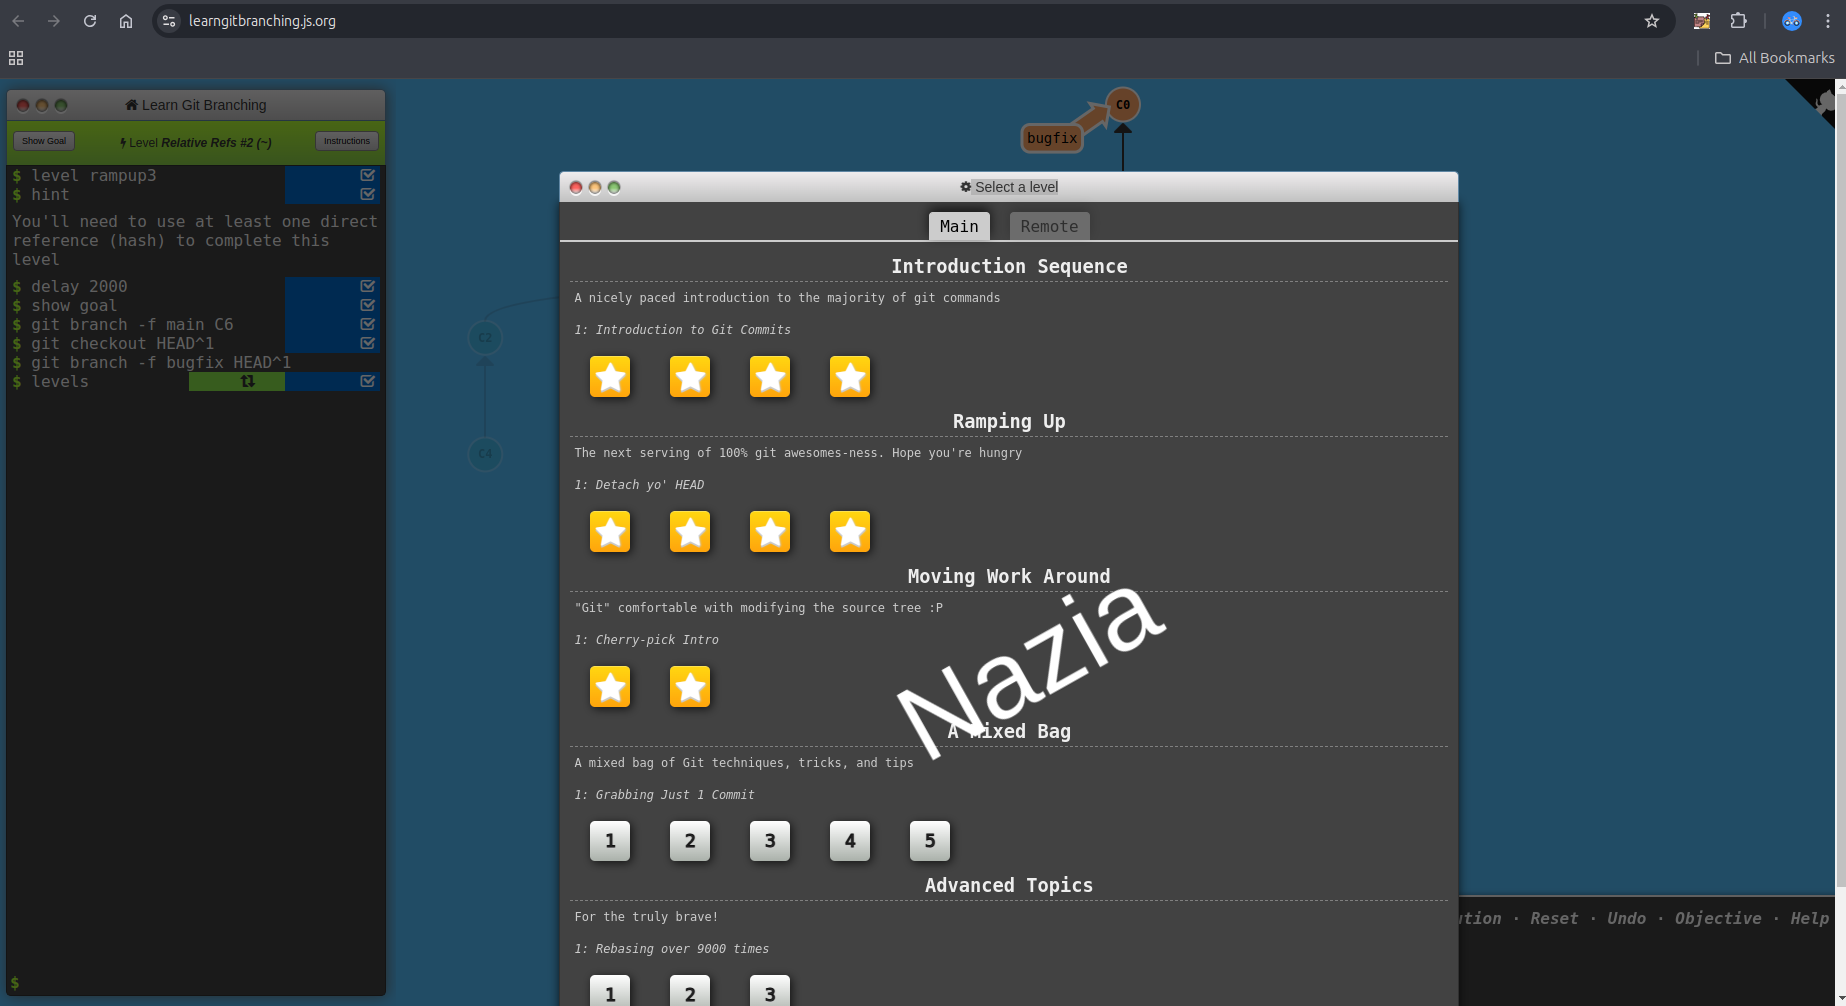 learngitbranching.js.org
All Bookmarks
Learn Git Branching
Show Goal
Level Relative Refs #2 (~)
Instructions
$ level rampup3
$ hint
You'll need to use at least one direct
reference (hash) to complete this
level
$ delay 2000
$ show goal
$ git branch -f main C6
$ git checkout HEAD^1
$ git branch -f bugfix HEAD^1
$ levels
$
C0
bugfix
C2
C4
Select a level
Main
Remote
Introduction Sequence
A nicely paced introduction to the majority of git commands
1: Introduction to Git Commits
Ramping Up
The next serving of 100% git awesomes-ness. Hope you're hungry
1: Detach yo' HEAD
Moving Work Around
"Git" comfortable with modifying the source tree :P
1: Cherry-pick Intro
Nazia
A Mixed Bag
A mixed bag of Git techniques, tricks, and tips
1: Grabbing Just 1 Commit
1 2 3 4 5
Advanced Topics
For the truly brave!
1: Rebasing over 9000 times
1 2 3
· Reset · Undo · Objective · Help